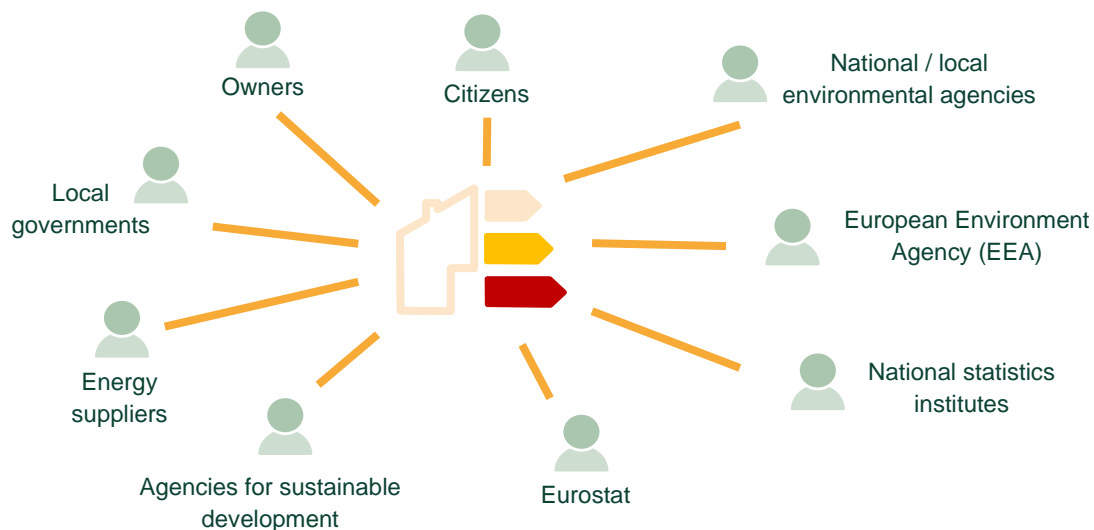 Owners
Citizens
National / local
environmental agencies
Local
governments
European Environment
Agency (EEA)
Energy
suppliers
National statistics
institutes
Agencies for sustainable
development
Eurostat